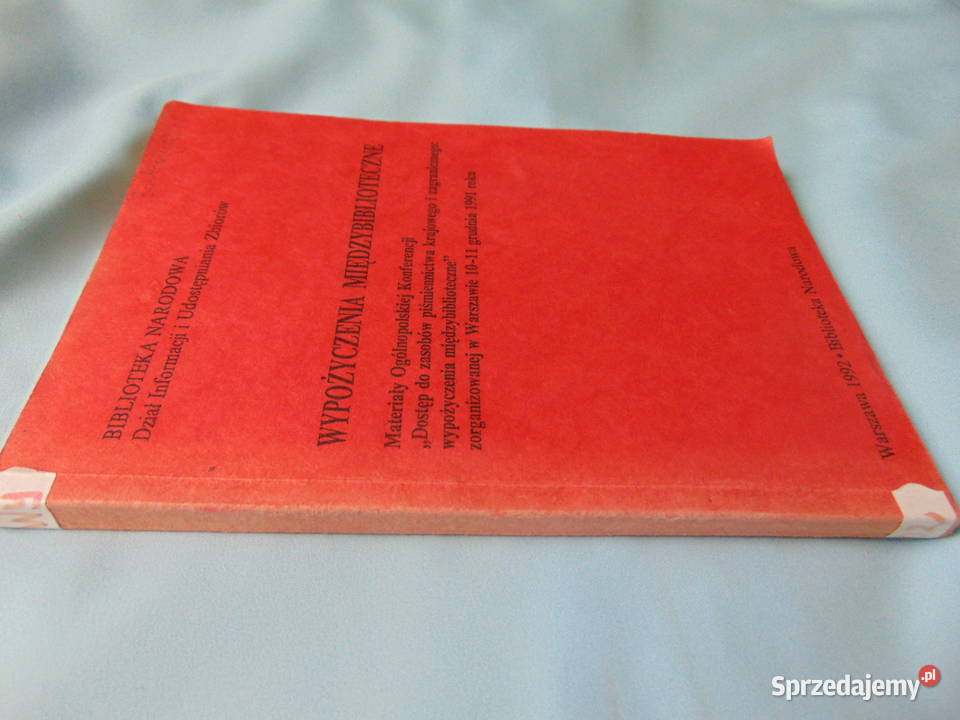 BIBLIOTEKA NARODOWA
Dział Informacji i Udostępniania Zbiorów
WYPOŻYCZENIA MIĘDZYBIBLIOTECZNE
Materiały Ogólnopolskiej Konferencji
„Dostęp do zasobów piśmiennictwa krajowego i zagranicznego:
wypożyczenia międzybiblioteczne”
zorganizowanej w Warszawie 10-11 grudnia 1991 roku
Warszawa 1992 • Biblioteka Narodowa
Sprzedajemy.pl